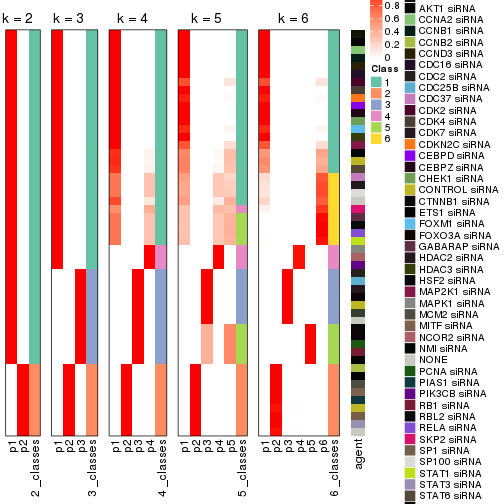 k = 2
k = 3
k = 4
k = 5
k = 6
0.8
0.6
0.4
0.2
0
Class
1
2
3
4
5
6
AKT1 siRNA
CCNA2 siRNA
CCNB1 siRNA
CCNB2 siRNA
CCND3 siRNA
CDC16 siRNA
CDC2 siRNA
CDC25B siRNA
CDC37 siRNA
CDK2 siRNA
CDK4 siRNA
CDK7 siRNA
CDKN2C siRNA
CEBPD siRNA
CEBPZ siRNA
CHEK1 siRNA
CONTROL siRNA
CTNNB1 siRNA
ETS1 siRNA
FOXM1 siRNA
FOXO3A siRNA
GABARAP siRNA
HDAC2 siRNA
HDAC3 siRNA
HSF2 siRNA
MAP2K1 siRNA
MAPK1 siRNA
MCM2 siRNA
MITF siRNA
NCOR2 siRNA
NMI siRNA
NONE
PCNA siRNA
PIAS1 siRNA
PIK3CB siRNA
RB1 siRNA
RBL2 siRNA
RELA siRNA
SKP2 siRNA
SP1 siRNA
SP100 siRNA
STAT1 siRNA
STAT3 siRNA
STAT6 siRNA
p1
p2
2_classes
p1
p2
p3
3_classes
p1
p2
p3
p4
4_classes
p1
p2
p3
p4
p5
5_classes
p1
p2
p3
p4
p5
p6
6_classes
agent